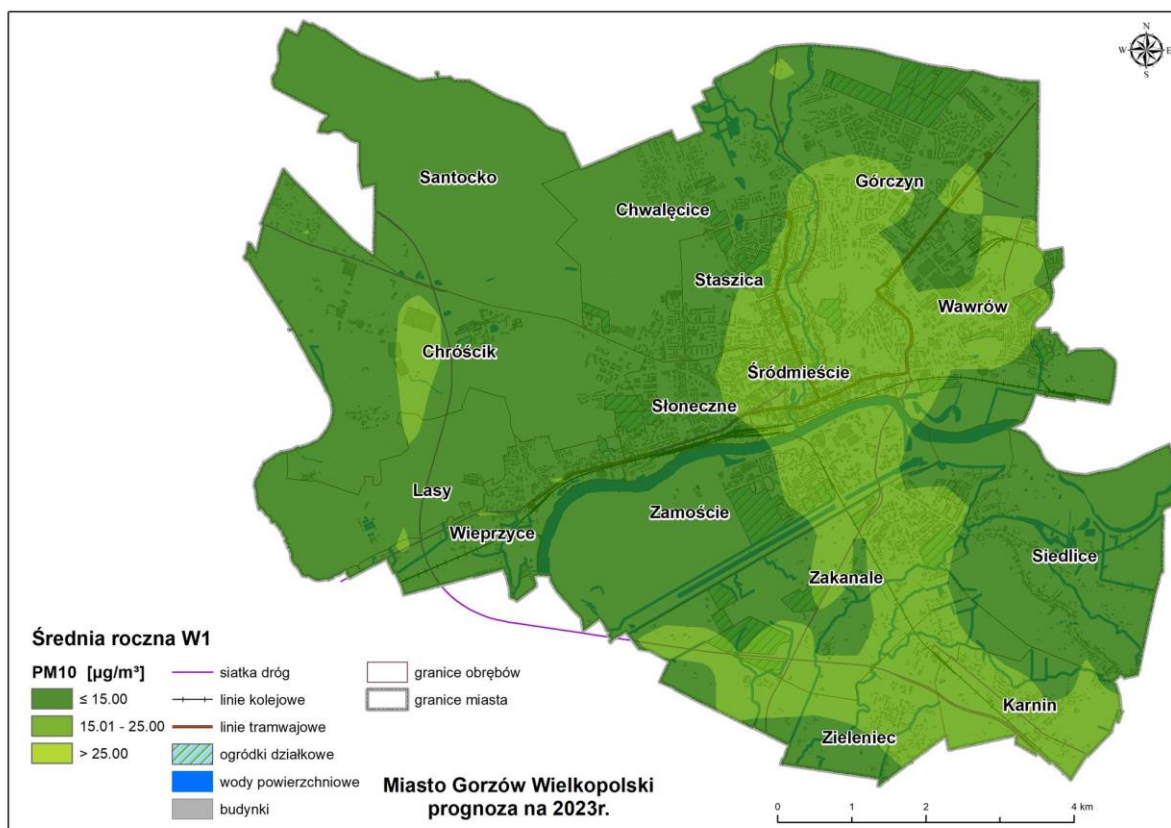 N
W E
S
Santocko
Górczyn
Chwalęcice
Staszica
Wawrów
Chróścik
Śródmieście
Słoneczne
Lasy
Wieprzyce
Zamoście
Siedlice
Zakanale
Karnin
Zieleniec
Średnia roczna W1
PM10 [µg/m³]
≤ 15.00
15.01 - 25.00
> 25.00
siatka dróg
linie kolejowe
linie tramwajowe
ogródki działkowe
wody powierzchniowe
budynki
granice obrębów
granice miasta
Miasto Gorzów Wielkopolski
prognoza na 2023r.
0 1 2 4 km